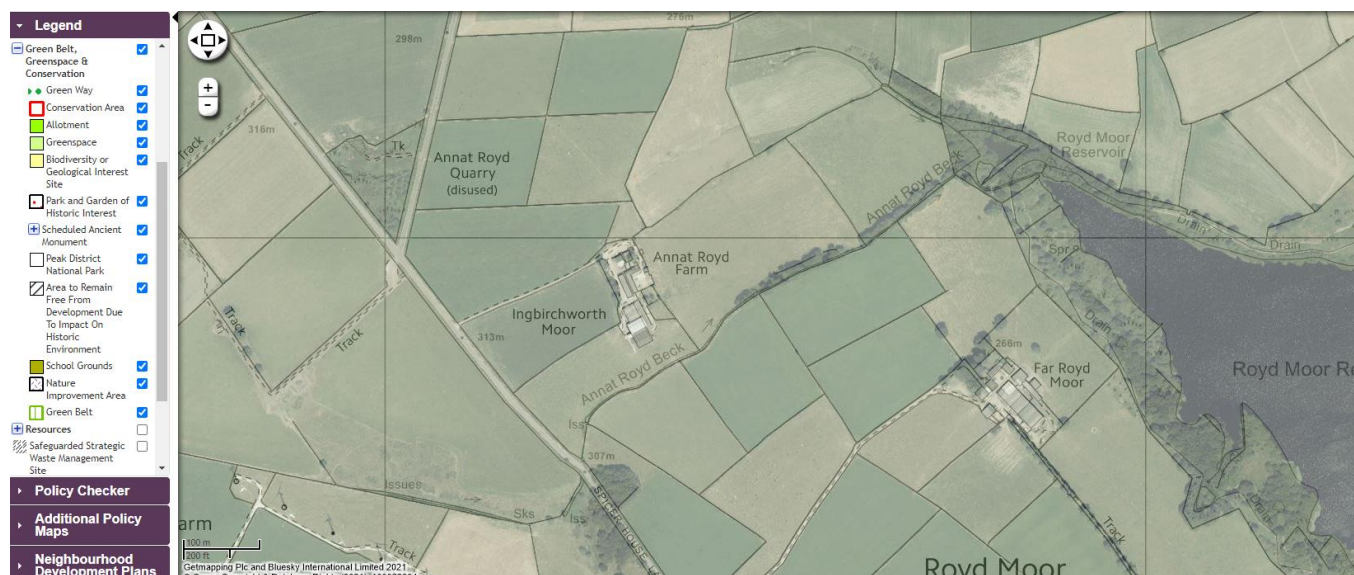 Legend
Green Belt,
Greenspace &
Conservation
Green Way
Conservation Area
Allotment
Greenspace
Biodiversity or
Geological Interest
Site
Park and Garden of
Historic Interest
Scheduled Ancient
Monument
Peak District
National Park
Area to Remain
Free From
Development Due
To Impact On
Historic
Environment
School Grounds
Nature
Improvement Area
Green Belt
Resources
Safeguarded Strategic
Waste Management
Site
Policy Checker
Additional Policy
Maps
Neighbourhood
Development Plans
+
-
276m
298m
316m
Track
Tk
Annat Royd
Quarry
(disused)
Royd Moor
Reservoir
Annat Royd Beck
Drain
Drain
Spr
Annat Royd
Farm
Ingbirchworth
Moor
Track
Track
313m
Annat Royd Beck
Drain
266m
Far Royd
Moor
Royd Moor Re
Iss
307m
Issues
Sks
Iss
SPICER HOUSE
arm
Track
Track
Drain
Royd Moor
100 m
200 ft
Getmapping Plc and Bluesky International Limited 2021